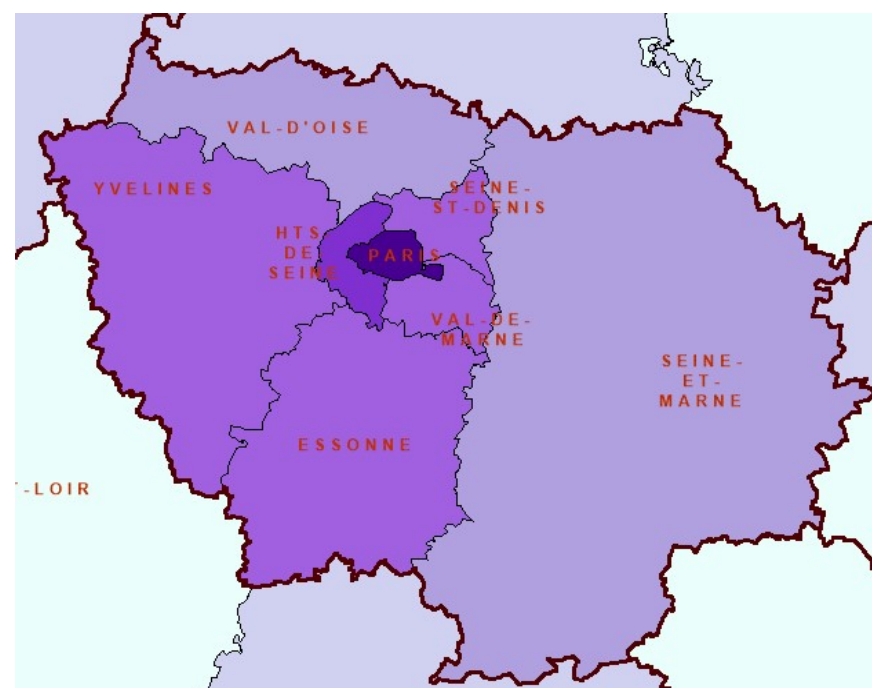 VAL-D'OISE
YVELINES
SEINE-
ST-DENIS
HTS
DE
SEINE
PARIS
VAL-DE-
MARNE
SEINE-
ET-
MARNE
ESSONNE
T-LOIR